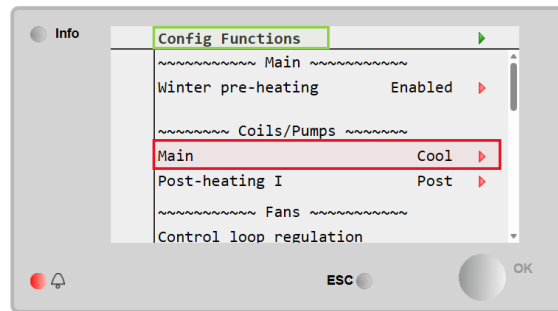 Info
Config Functions
~~~~~~~~~~~ Main ~~~~~~~~~~~
Winter pre-heating Enabled
~~~~~~~~ Coils/Pumps ~~~~~~~
Main Cool
Post-heating I Post
~~~~~~~~~~~ Fans ~~~~~~~~~~~
Control loop regulation
ESC
OK